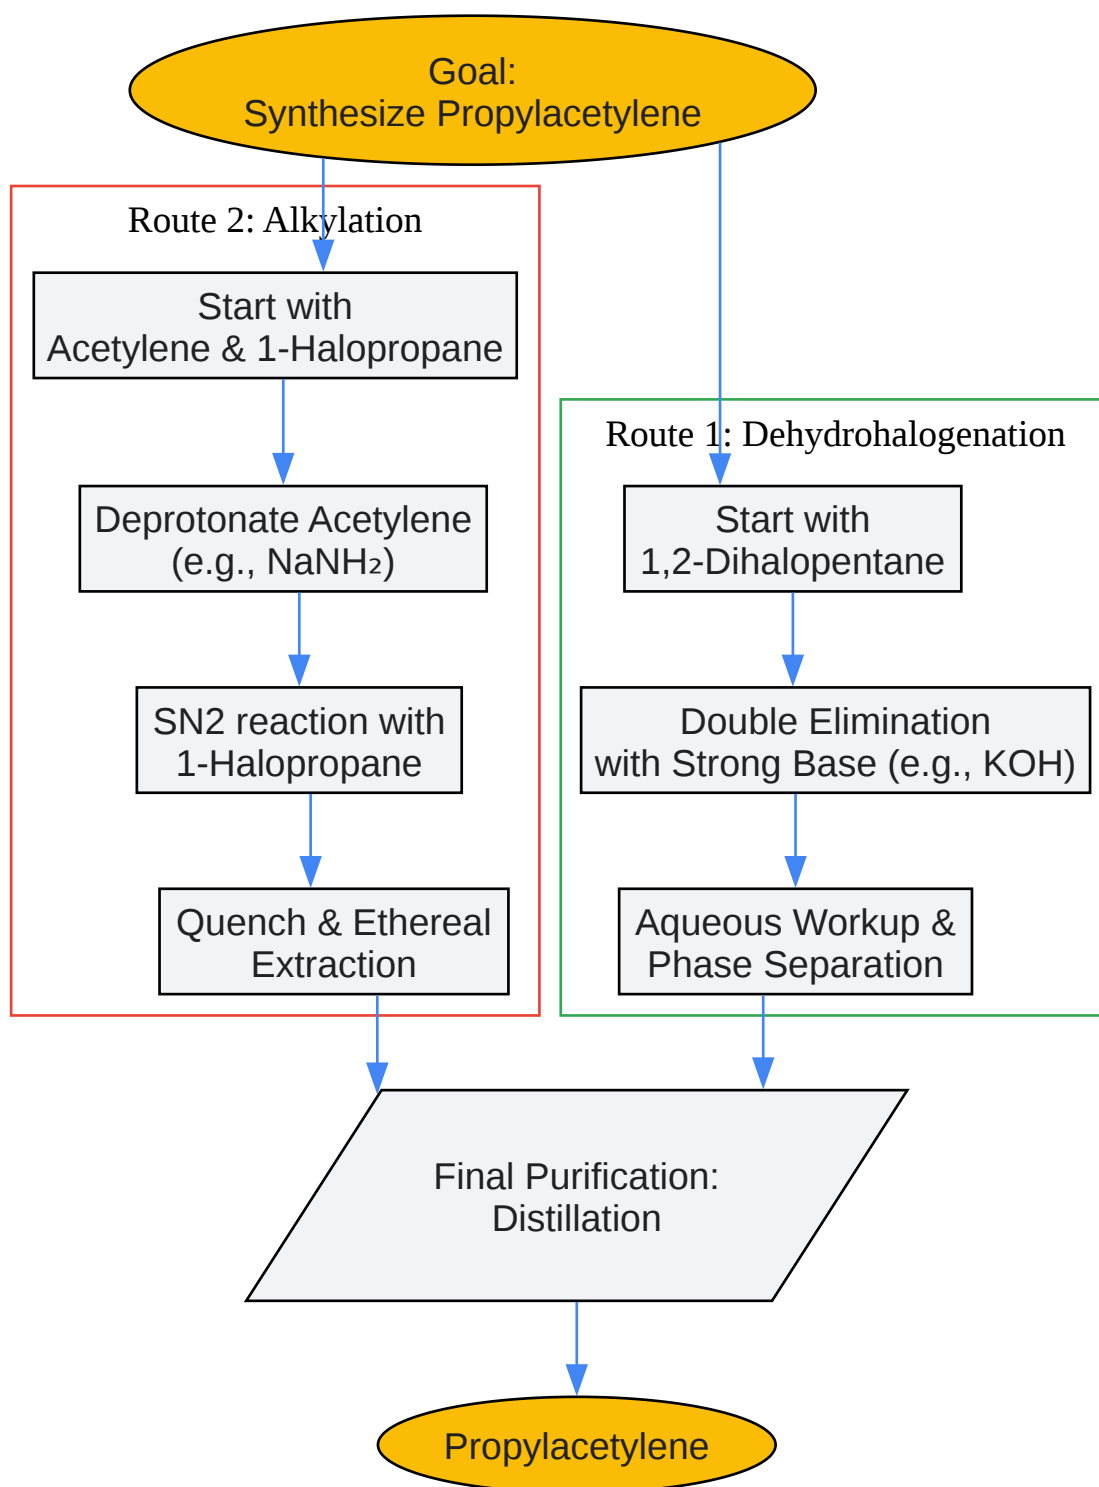 Goal:
Synthesize Propylacetylene
Route 2: Alkylation
Start with
Acetylene & 1-Halopropane
Deprotonate Acetylene
(e.g., NaNH₂)
SN2 reaction with
1-Halopropane
Quench & Ethereal
Extraction
Route 1: Dehydrohalogenation
Start with
1,2-Dihalopentane
Double Elimination
with Strong Base (e.g., KOH)
Aqueous Workup &
Phase Separation
Final Purification:
Distillation
Propylacetylene